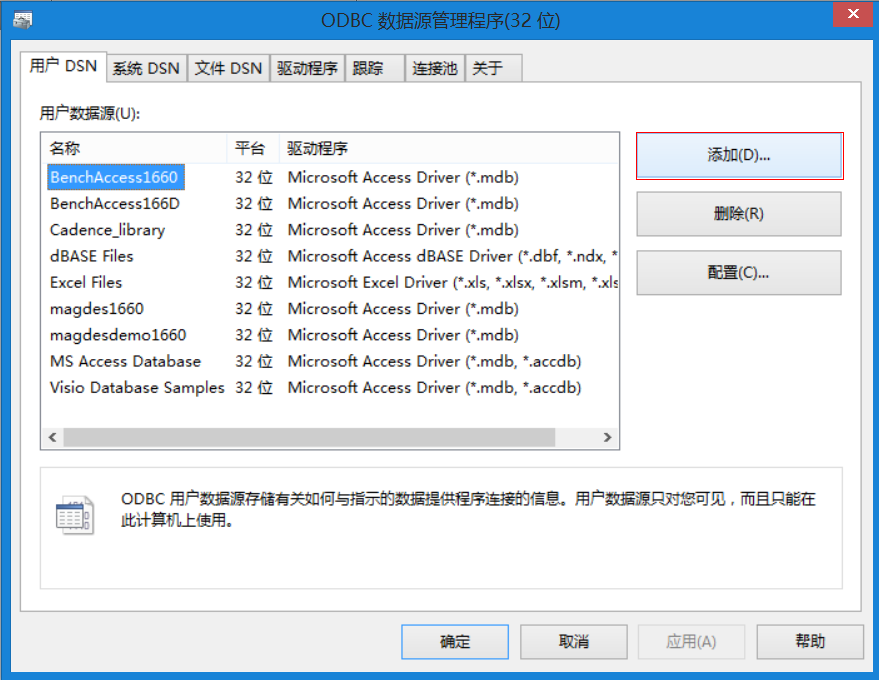 ODBC 数据源管理程序(32 位)
用户 DSN 系统 DSN 文件 DSN 驱动程序 跟踪 连接池 关于
用户数据源(U):
名称 平台 驱动程序
BenchAccess1660 32 位 Microsoft Access Driver (*.mdb)
BenchAccess166D 32 位 Microsoft Access Driver (*.mdb)
Cadence_library 32 位 Microsoft Access Driver (*.mdb)
dBASE Files 32 位 Microsoft Access dBASE Driver (*.dbf, *.ndx, *
Excel Files 32 位 Microsoft Excel Driver (*.xls, *.xlsx, *.xlsm, *.xls
magdes1660 32 位 Microsoft Access Driver (*.mdb)
magdesdemo1660 32 位 Microsoft Access Driver (*.mdb)
MS Access Database 32 位 Microsoft Access Driver (*.mdb, *.accdb)
Visio Database Samples 32 位 Microsoft Access Driver (*.mdb, *.accdb)
添加(D)...
删除(R)
配置(C)...
ODBC 用户数据源存储有关如何与指示的数据提供程序连接的信息。用户数据源只对您可见，而且只能在
此计算机上使用。
确定 取消 应用(A) 帮助